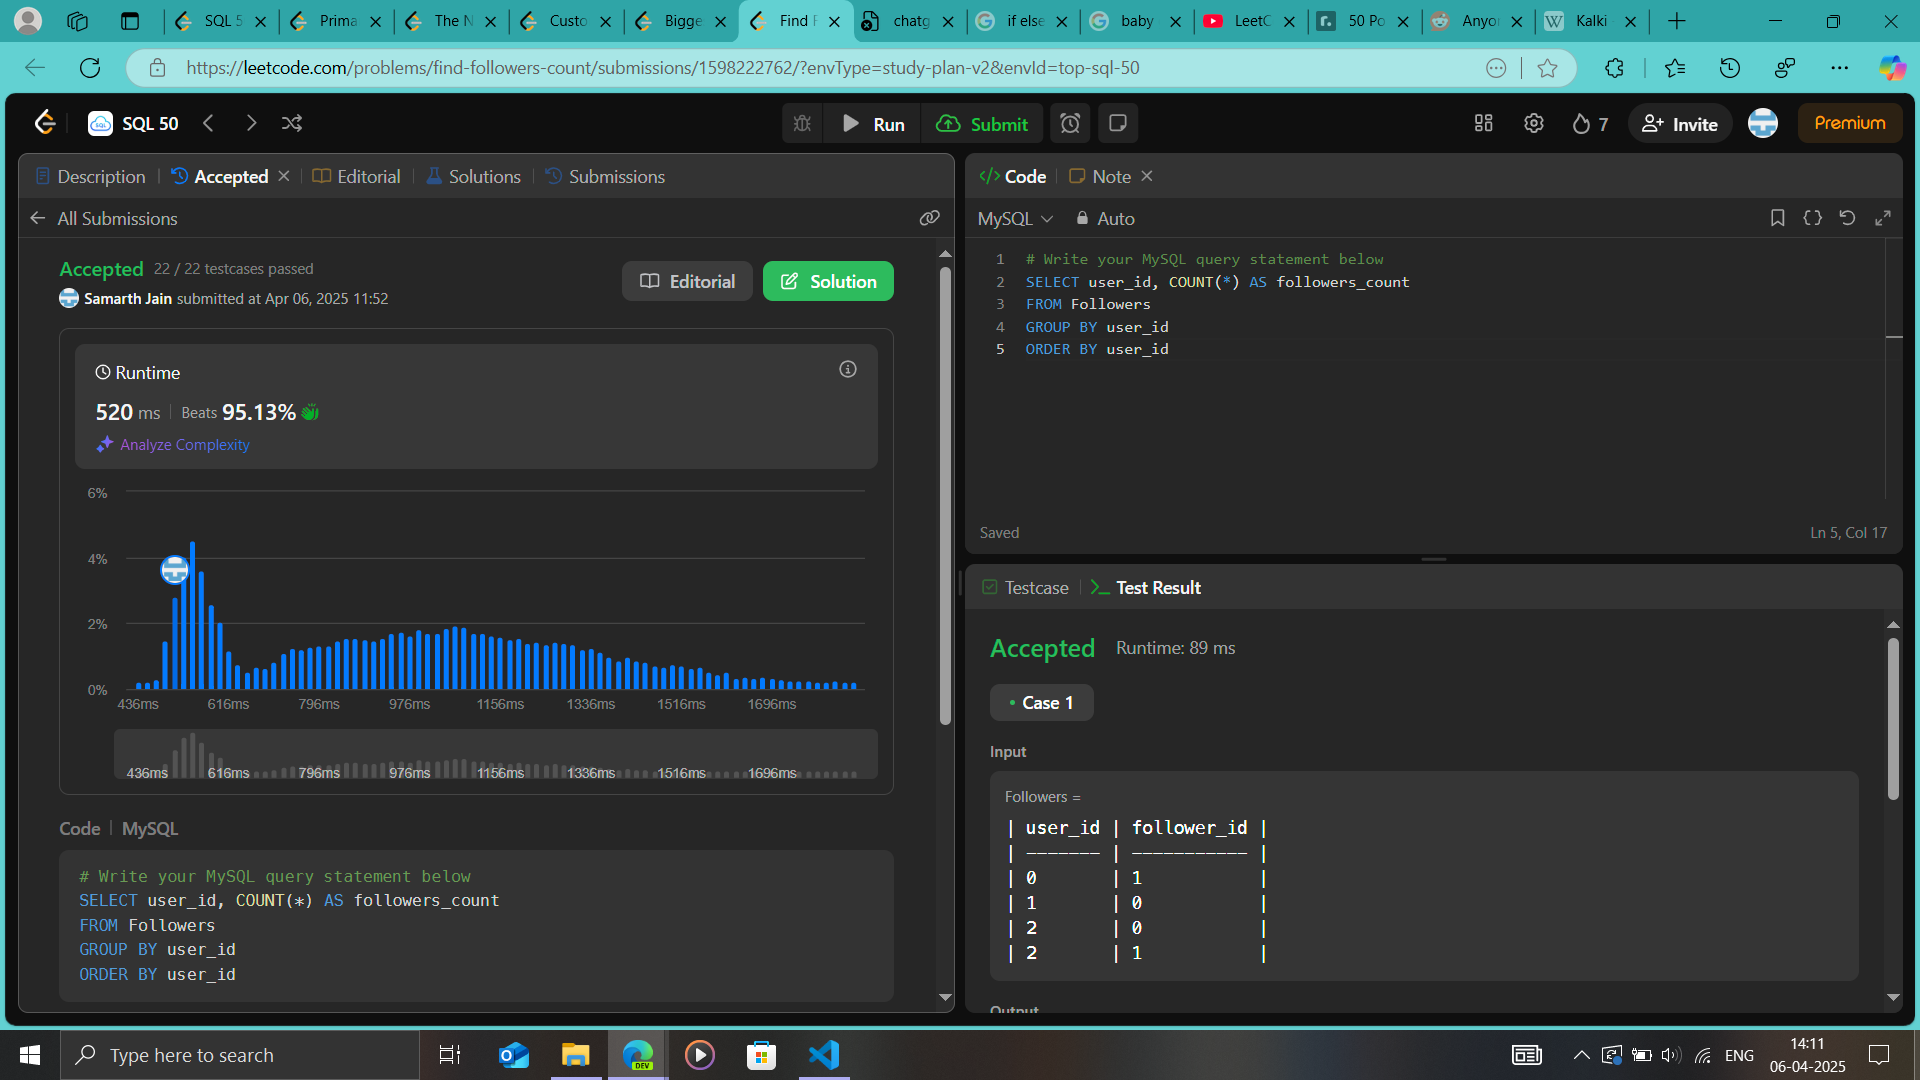 SQL 5
Prima
The N
Custo
Bigge
Find F
chatg
if else
baby
LeetC
50 Po
Anyor
Kalki
https://leetcode.com/problems/find-followers-count/submissions/1598222762/?envType=study-plan-v2&envId=top-sql-50
SQL 50
Run
Submit
7
Invite
Premium
Description
Accepted
Editorial
Solutions
Submissions
All Submissions
Accepted 22 / 22 testcases passed
Samarth Jain submitted at Apr 06, 2025 11:52
Editorial
Solution
Runtime
520 ms Beats 95.13%
Analyze Complexity
6%
4%
2%
0%
436ms 616ms 796ms 976ms 1156ms 1336ms 1516ms 1696ms
436ms 616ms 796ms 976ms 1156ms 1336ms 1516ms 1696ms
Code MySQL
# Write your MySQL query statement below
SELECT user_id, COUNT(*) AS followers_count
FROM Followers
GROUP BY user_id
ORDER BY user_id
</> Code
Note
MySQL
Auto
1 # Write your MySQL query statement below
2 SELECT user_id, COUNT(*) AS followers_count
3 FROM Followers
4 GROUP BY user_id
5 ORDER BY user_id
Saved
Ln 5, Col 17
Testcase
Test Result
Accepted Runtime: 89 ms
Case 1
Input
Followers =
| user_id | follower_id |
| ------- | ----------- |
| 0 | 1 |
| 1 | 0 |
| 2 | 0 |
| 2 | 1 |
Output
Type here to search
DEV
ENG
14:11
06-04-2025